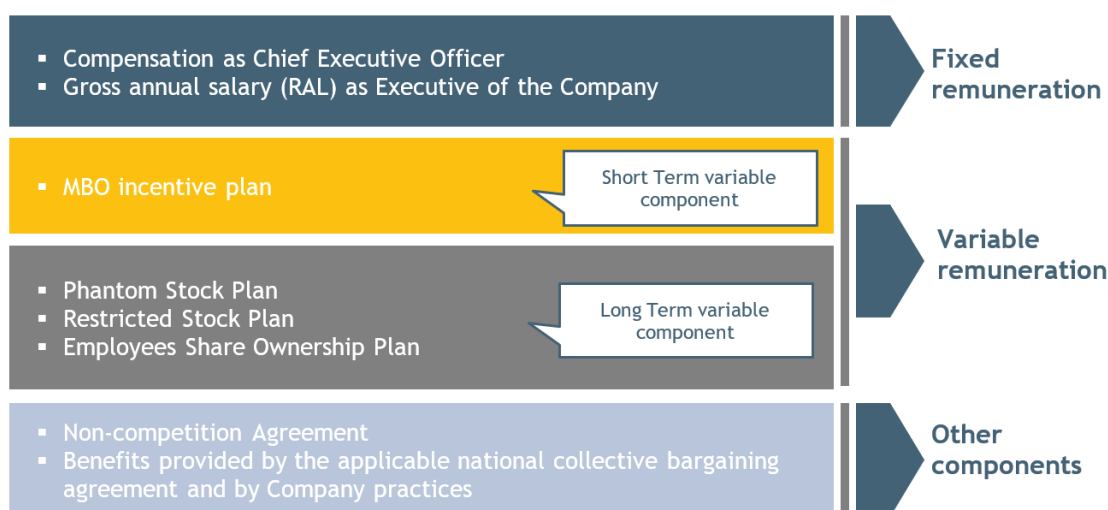 ▪ Compensation as Chief Executive Officer
▪ Gross annual salary (RAL) as Executive of the Company
Fixed
remuneration
▪ MBO incentive plan
Short Term variable
component
▪ Phantom Stock Plan
▪ Restricted Stock Plan
▪ Employees Share Ownership Plan
Long Term variable
component
Variable
remuneration
▪ Non-competition Agreement
▪ Benefits provided by the applicable national collective bargaining
agreement and by Company practices
Other
components